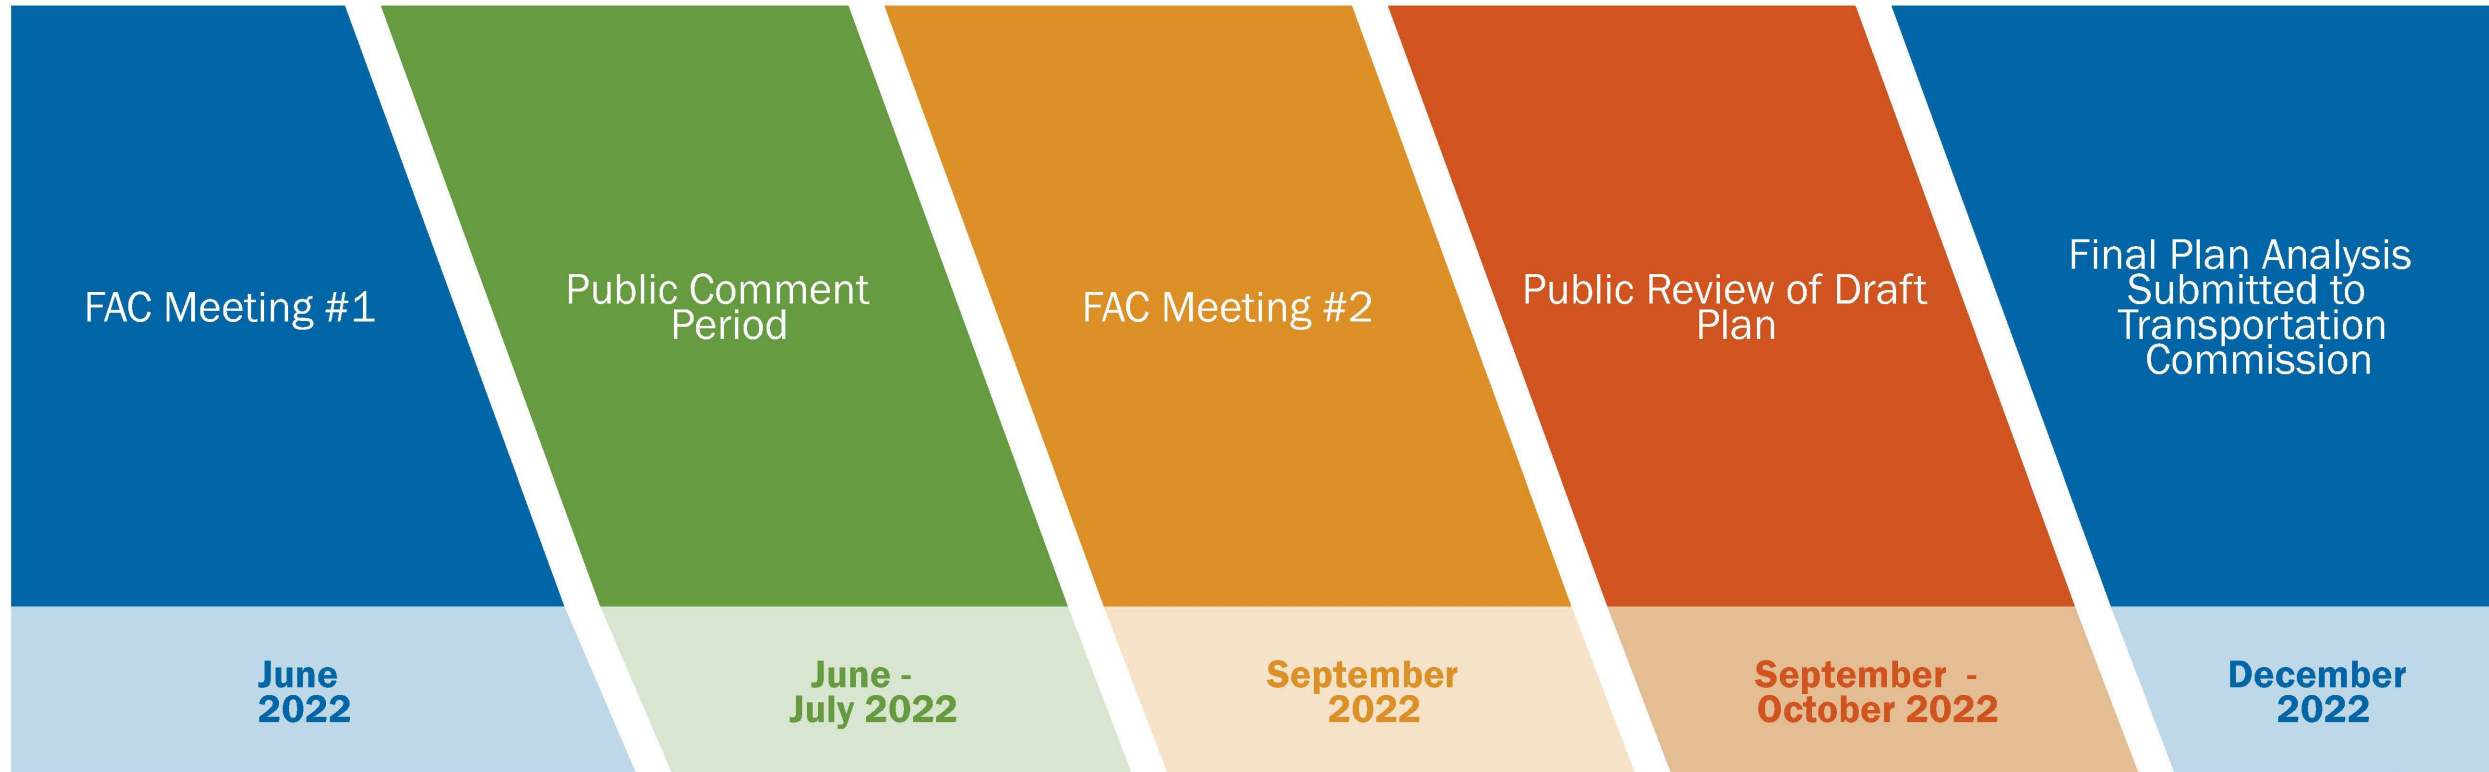 FAC Meeting #1
Public Comment
Period
FAC Meeting #2
Public Review of Draft
Plan
Final Plan Analysis
Submitted to
Transportation
Commission
June
2022
June -
July 2022
September
2022
September -
October 2022
December
2022